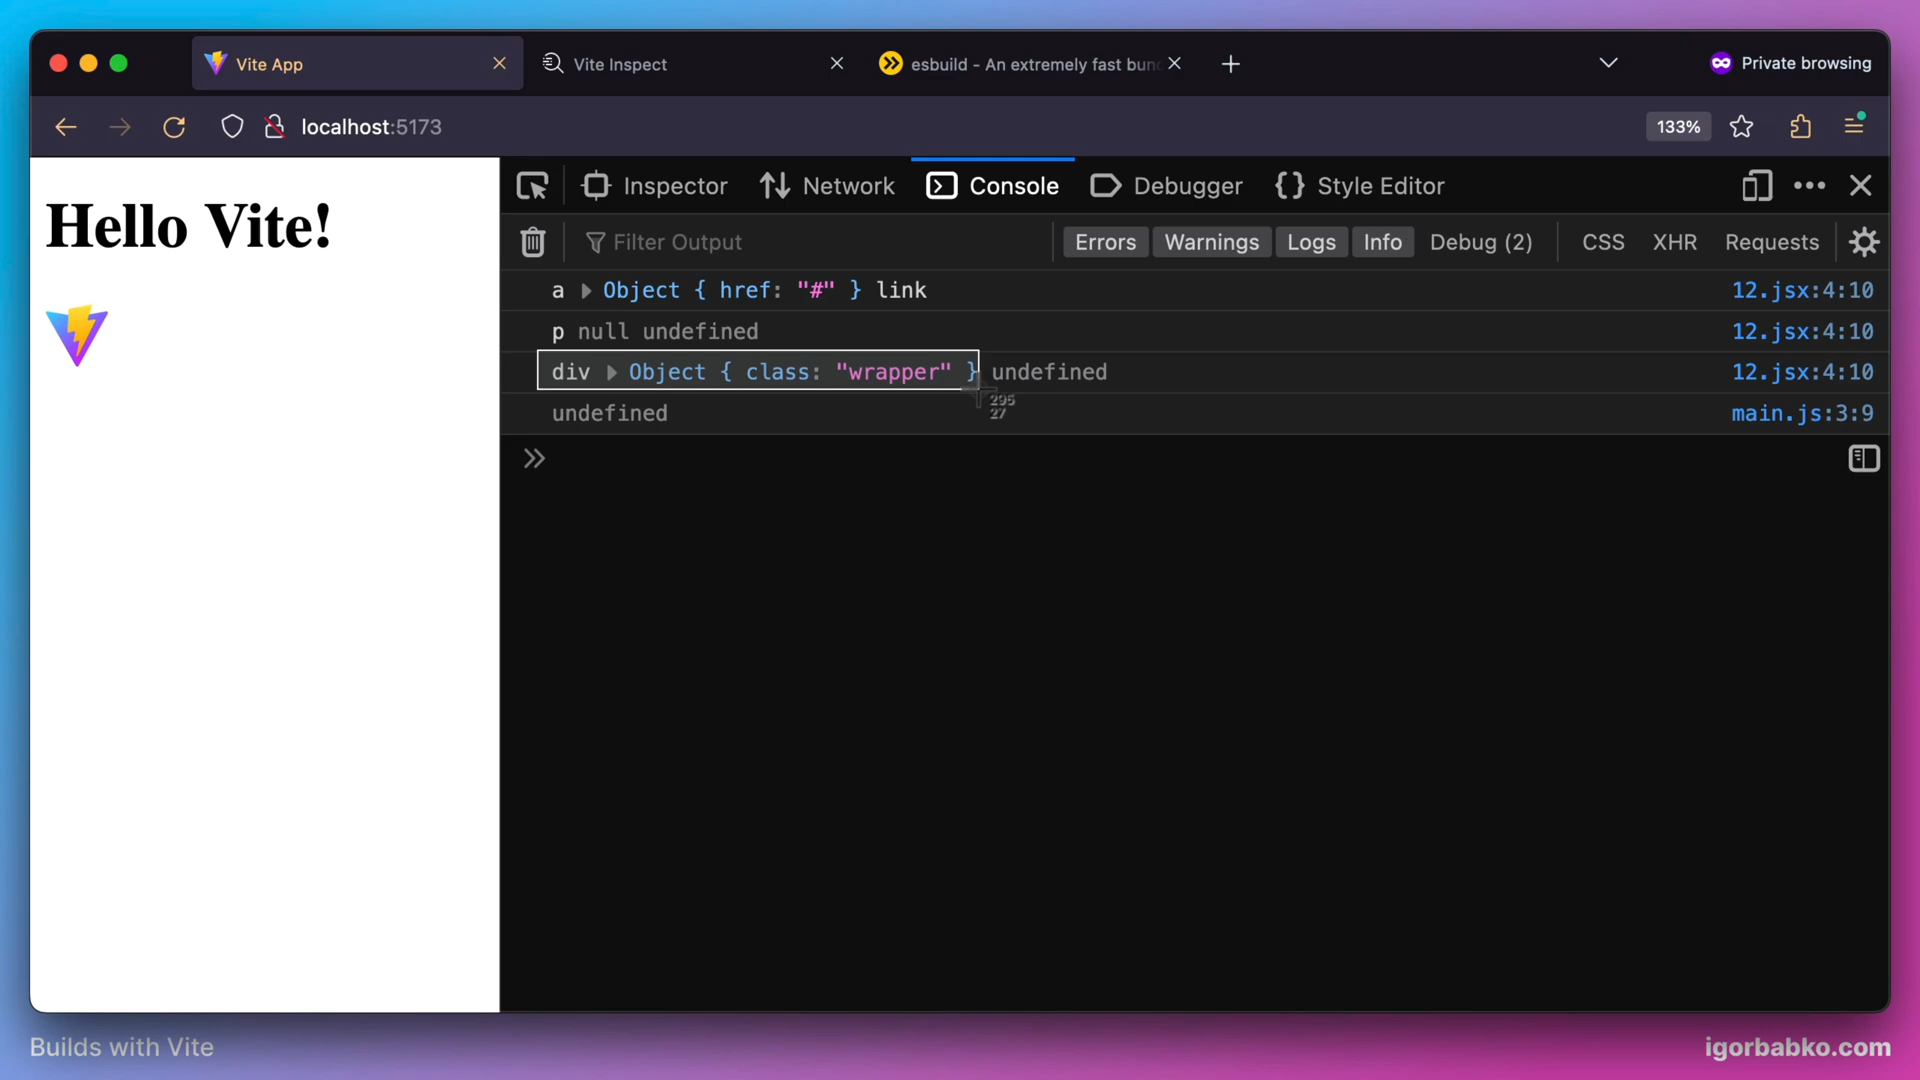 Vite App
Vite Inspect
esbuild - An extremely fast bun
Private browsing
localhost:5173
133%
Inspector
Network
Console
Debugger
Style Editor
Hello Vite!
Filter Output
Errors
Warnings
Logs
Info
Debug (2)
CSS
XHR
Requests
a Object { href: "#" } link 12.jsx:4:10
p null undefined 12.jsx:4:10
div Object { class: "wrapper" } undefined 12.jsx:4:10
295
27
undefined main.js:3:9
Builds with Vite
igorbabko.com